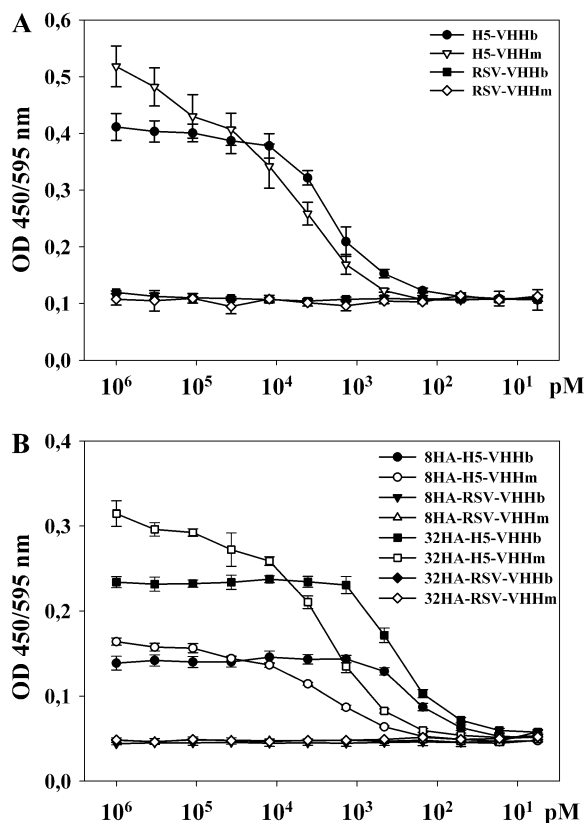 A
0,6
0,5
0,4
0,3
0,2
0,1
0,0
OD 450/595 nm
H5-VHHb
H5-VHHm
RSV-VHHb
RSV-VHHm
10⁶ 10⁵ 10⁴ 10³ 10² 10¹ pM
B
0,4
0,3
0,2
0,1
0,0
OD 450/595 nm
8HA-H5-VHHb
8HA-H5-VHHm
8HA-RSV-VHHb
8HA-RSV-VHHm
32HA-H5-VHHb
32HA-H5-VHHm
32HA-RSV-VHHb
32HA-RSV-VHHm
10⁶ 10⁵ 10⁴ 10³ 10² 10¹ pM